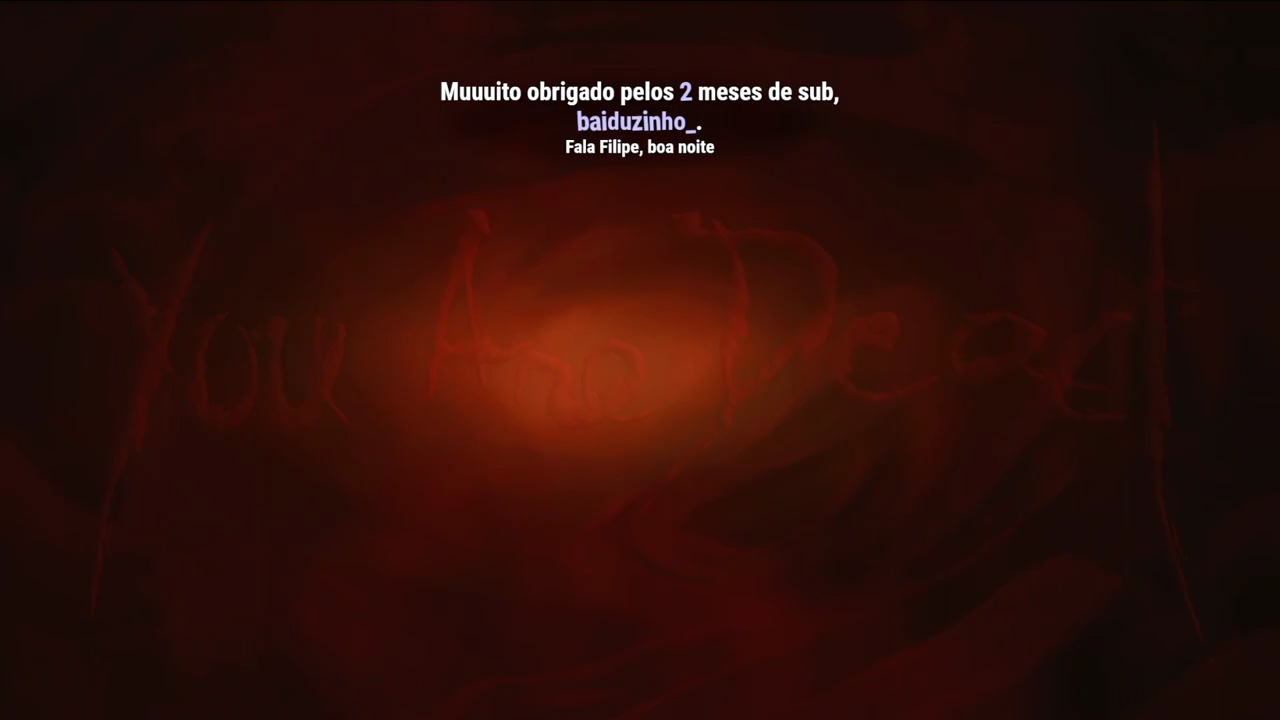 Muuuito obrigado pelos 2 meses de sub,
baiduzinho_.
Fala Filipe, boa noite
You Are Dead